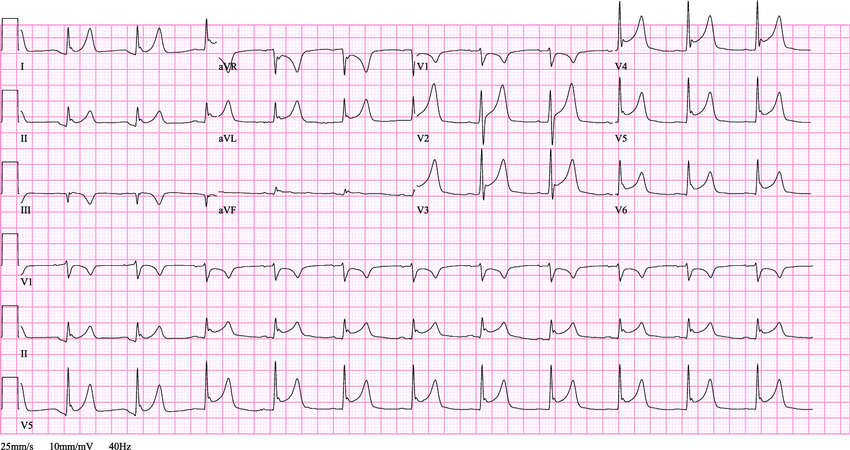 I aVR V1 V4
II aVL V2 V5
III aVF V3 V6
V1
II
V5
25mm/s 10mm/mV 40Hz